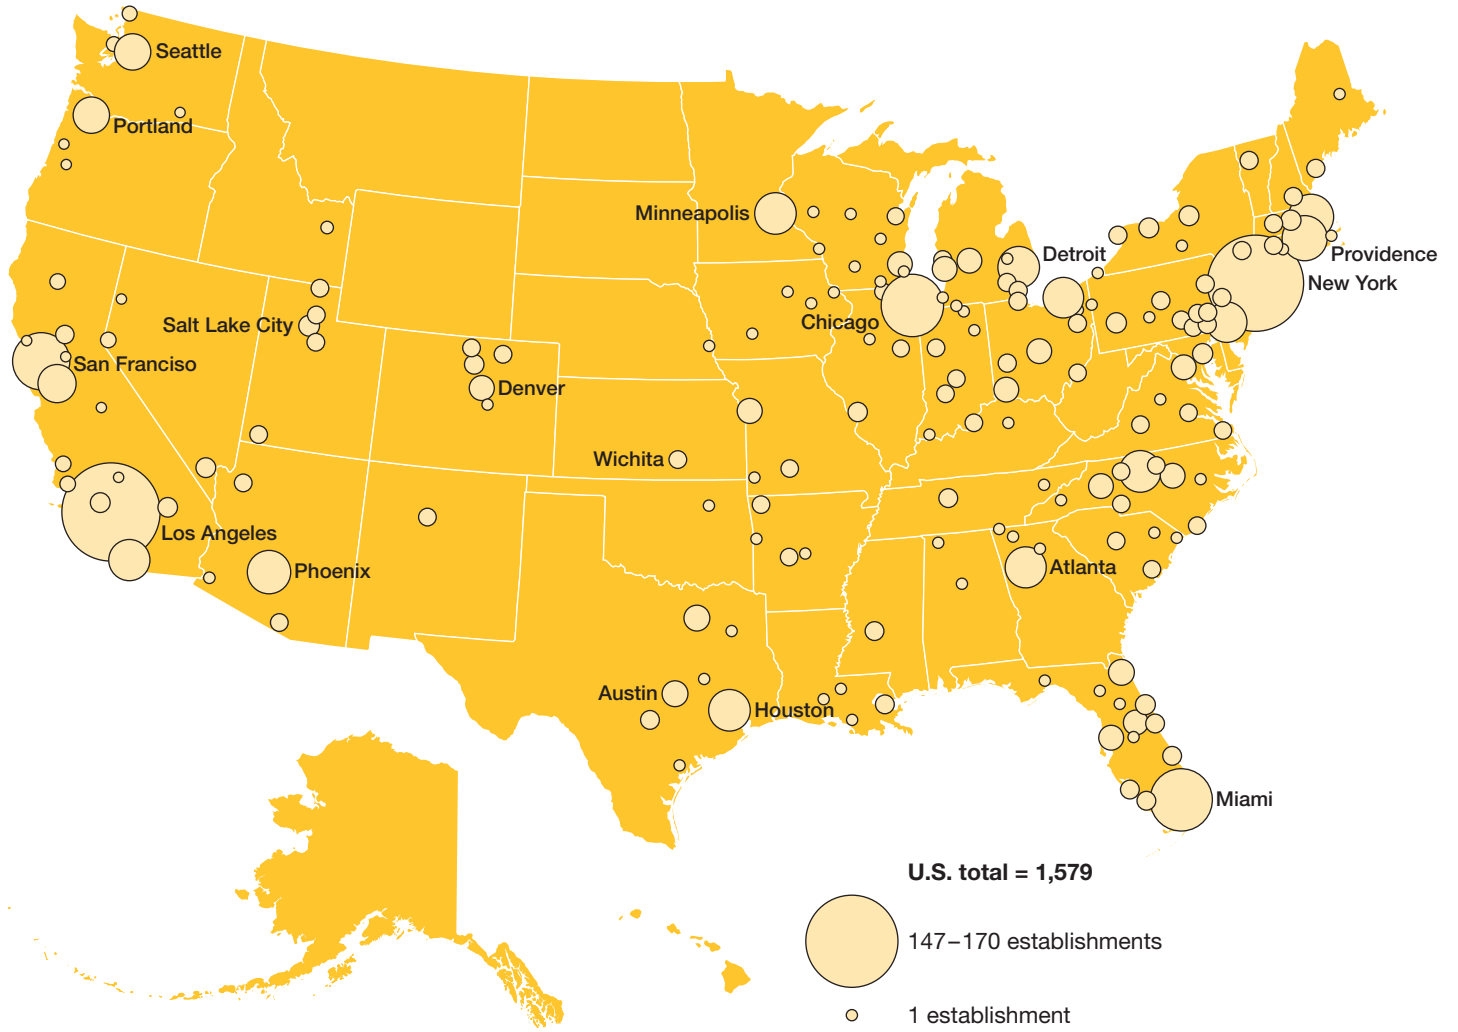 Seattle
Portland
Minneapolis
Detroit
Providence
New York
Chicago
Salt Lake City
San Franciso
Denver
Wichita
Los Angeles
Phoenix
Atlanta
Austin
Houston
Miami
U.S. total = 1,579
147–170 establishments
1 establishment